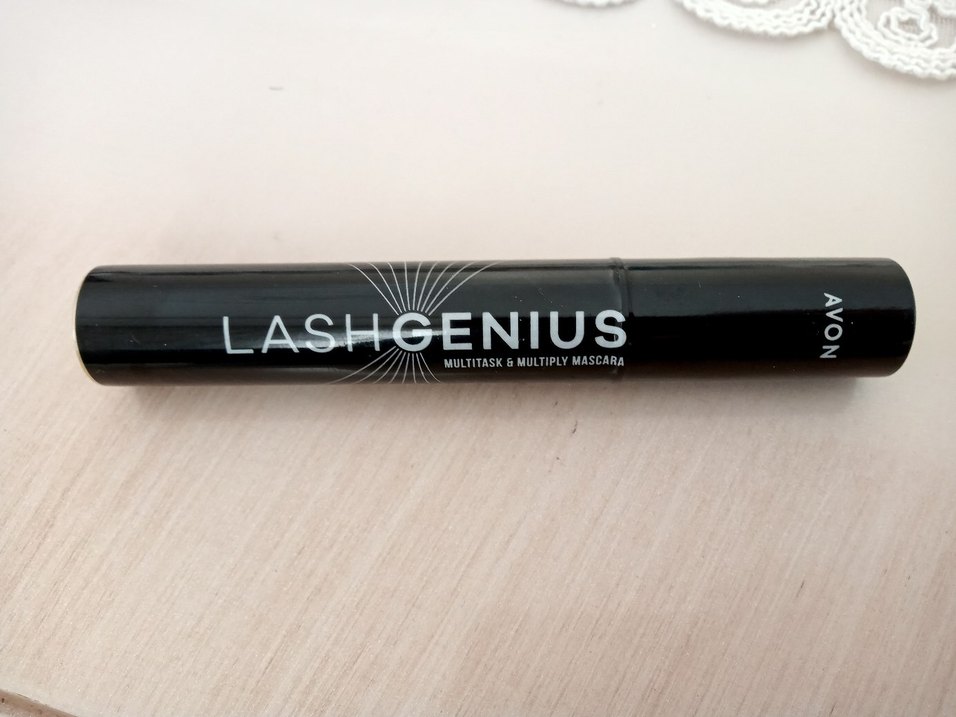 LASHGENIUS
MULTITASK & MULTIPLY MASCARA
AVON